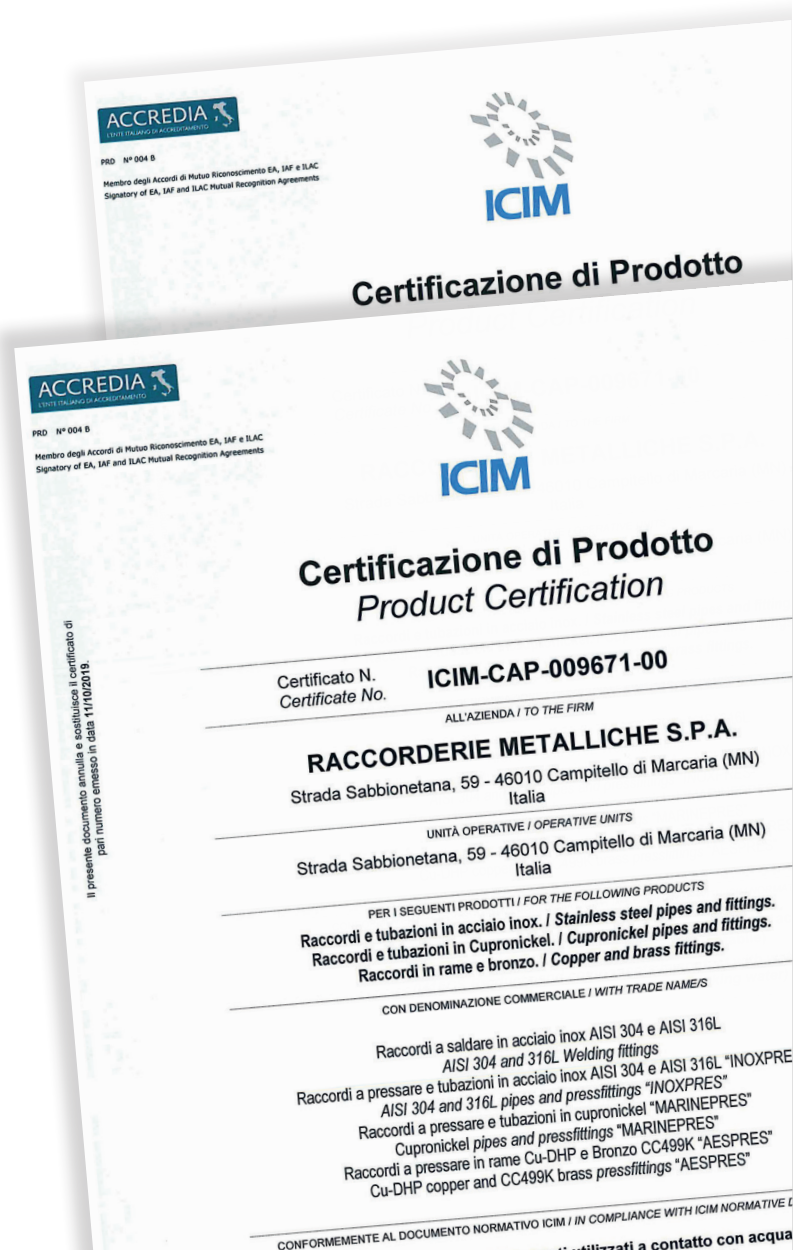 ACCREDIA
L'ENTE ITALIANO DI ACCREDITAMENTO
PRD N° 004 B
Membro degli Accordi di Mutuo Riconoscimento EA, IAF e ILAC
Signatory of EA, IAF and ILAC Mutual Recognition Agreements
ICIM
Certificazione di Prodotto
ACCREDIA
L'ENTE ITALIANO DI ACCREDITAMENTO
PRD N° 004 B
Membro degli Accordi di Mutuo Riconoscimento EA, IAF e ILAC
Signatory of EA, IAF and ILAC Mutual Recognition Agreements
ICIM
Certificazione di Prodotto
Product Certification
Certificato N.
Certificate No.
ICIM-CAP-009671-00
ALL'AZIENDA / TO THE FIRM
RACCORDERIE METALLICHE S.P.A.
Strada Sabbionetana, 59 - 46010 Campitello di Marcaria (MN)
Italia
UNITÀ OPERATIVE / OPERATIVE UNITS
Strada Sabbionetana, 59 - 46010 Campitello di Marcaria (MN)
Italia
PER I SEGUENTI PRODOTTI / FOR THE FOLLOWING PRODUCTS
Raccordi e tubazioni in acciaio inox. / Stainless steel pipes and fittings.
Raccordi e tubazioni in Cupronickel. / Cupronickel pipes and fittings.
Raccordi in rame e bronzo. / Copper and brass fittings.
CON DENOMINAZIONE COMMERCIALE / WITH TRADE NAME/S
Raccordi a saldare in acciaio inox AISI 304 e AISI 316L
AISI 304 and 316L Welding fittings
Raccordi a pressare e tubazioni in acciaio inox AISI 304 e AISI 316L "INOXPRE
AISI 304 and 316L pipes and pressfittings "INOXPRES"
Raccordi a pressare e tubazioni in cupronickel "MARINEPRES"
Cupronickel pipes and pressfittings "MARINEPRES"
Raccordi a pressare in rame Cu-DHP e Bronzo CC499K "AESPRES"
Cu-DHP copper and CC499K brass pressfittings "AESPRES"
CONFORMEMENTE AL DOCUMENTO NORMATIVO ICIM / IN COMPLIANCE WITH ICIM NORMATIVE D
utilizzati a contatto con acqua
Il presente documento annulla e sostituisce il certificato di
pari numero emesso in data 11/10/2019.